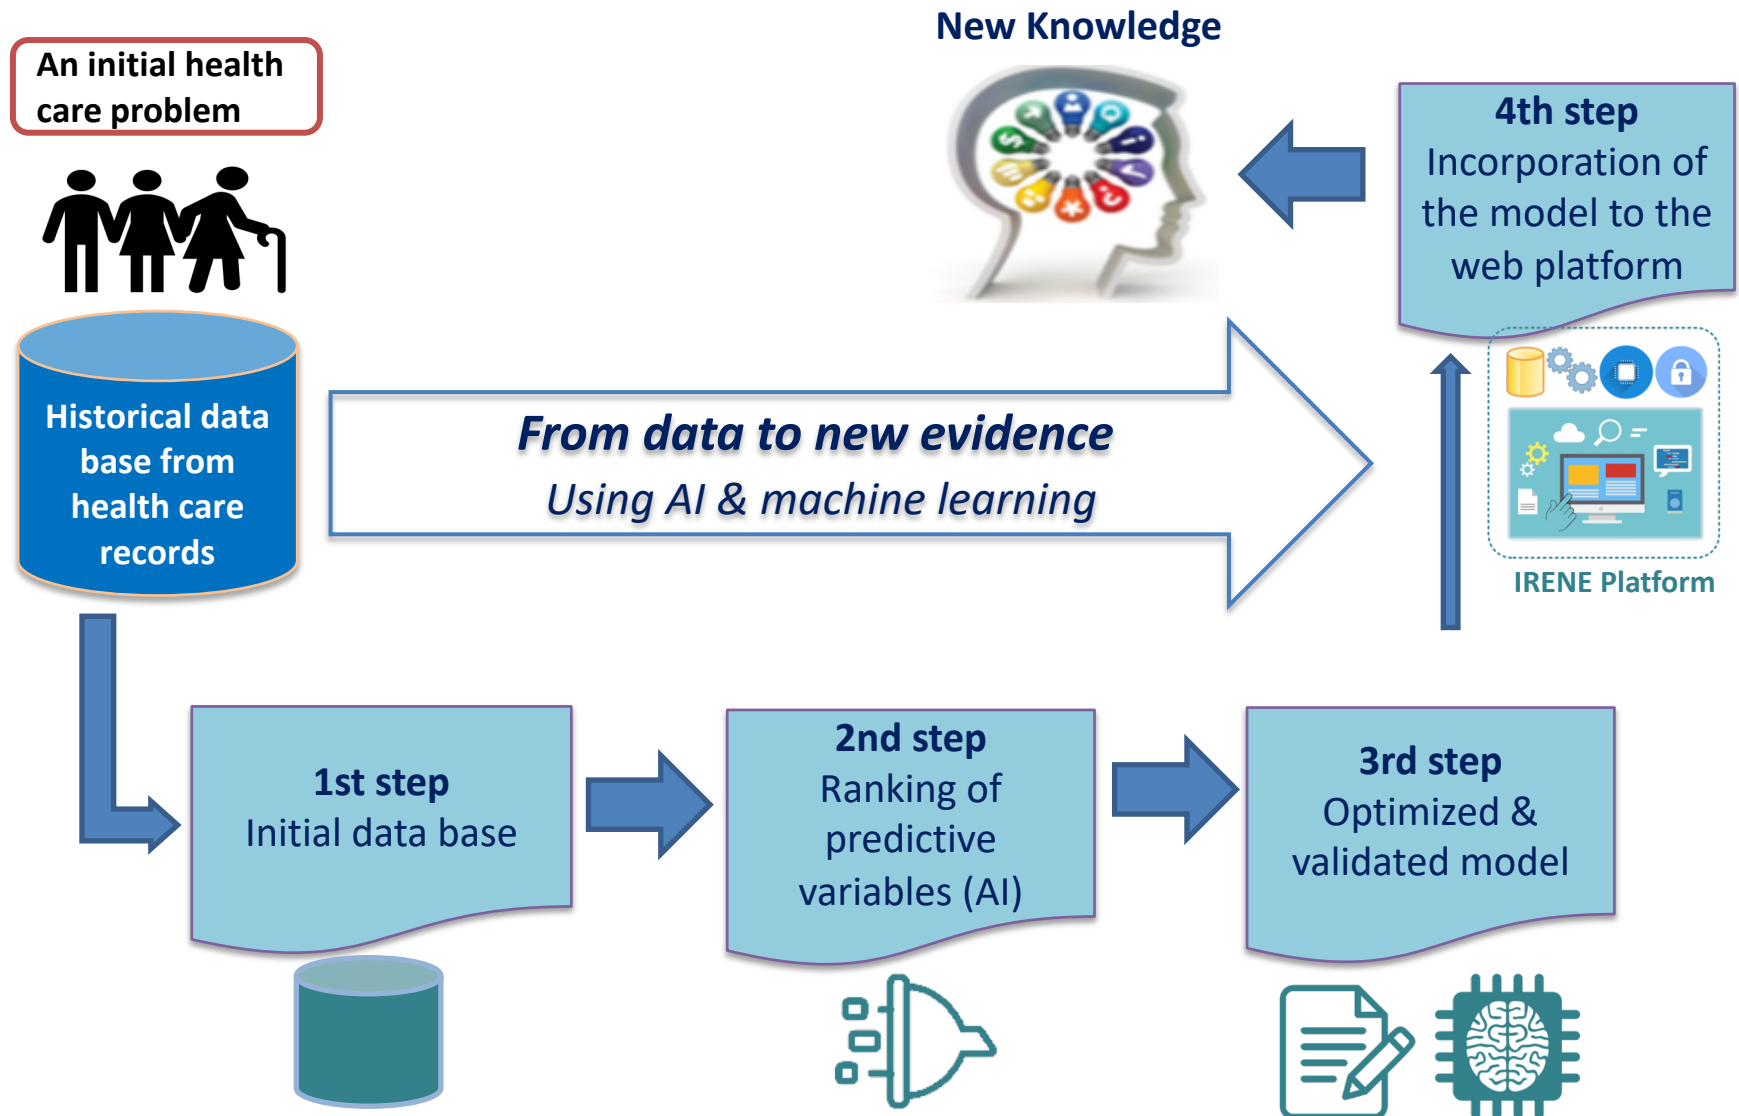 New Knowledge
An initial health
care problem
4th step
Incorporation of
the model to the
web platform
Historical data
base from
health care
records
From data to new evidence
Using AI & machine learning
IRENE Platform
1st step
Initial data base
2nd step
Ranking of
predictive
variables (AI)
3rd step
Optimized &
validated model